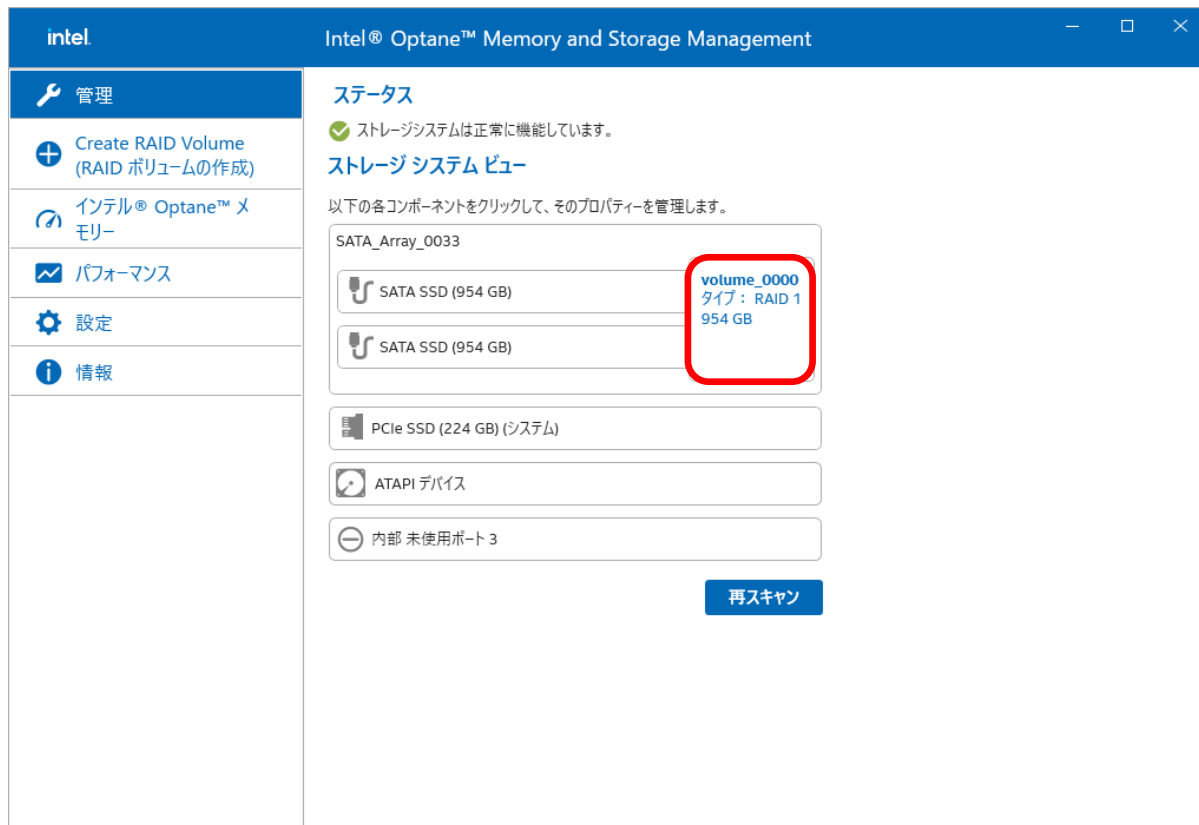 intel.
Intel® Optane™ Memory and Storage Management
管理
Create RAID Volume
(RAID ボリュームの作成)
インテル® Optane™ メ
モリー
パフォーマンス
設定
情報
ステータス
ストレージシステムは正常に機能しています。
ストレージ システム ビュー
以下の各コンポーネントをクリックして、そのプロパティーを管理します。
SATA_Array_0033
SATA SSD (954 GB)
SATA SSD (954 GB)
volume_0000
タイプ： RAID 1
954 GB
PCIe SSD (224 GB) (システム)
ATAPI デバイス
内部 未使用ポート 3
再スキャン